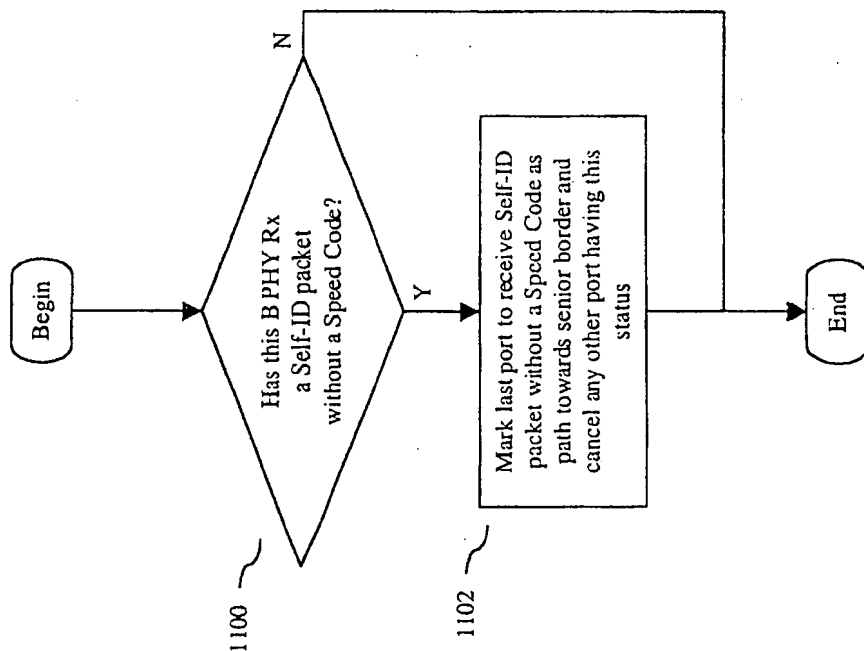 Begin
Has this B PHY Rx
a Self-ID packet
without a Speed Code?
N
Y
1100
Mark last port to receive Self-ID
packet without a Speed Code as
path towards senior border and
cancel any other port having this
status
1102
End